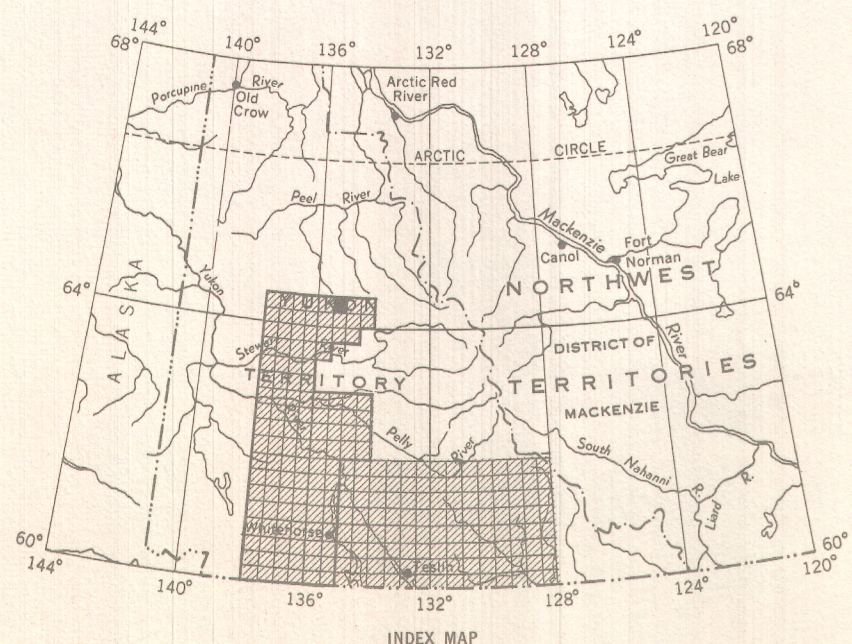 144°
68°
140°
136°
132°
128°
124°
120°
68°
Porcupine River
Old
Crow
Arctic Red
River
ARCTIC CIRCLE
Great Bear
Lake
Peel River
Mackenzie
Canol
Fort
Norman
NORTHWEST
Yukon
64°
64°
ALASKA
YUKON
Stewart River
River
DISTRICT OF
TERRITORY
TERRITORIES
MACKENZIE
Pelly
River
South
Nahanni
R.
Liard
R.
Whitehorse
Teslin
60°
144°
140°
136°
132°
128°
124°
60°
120°
INDEX MAP